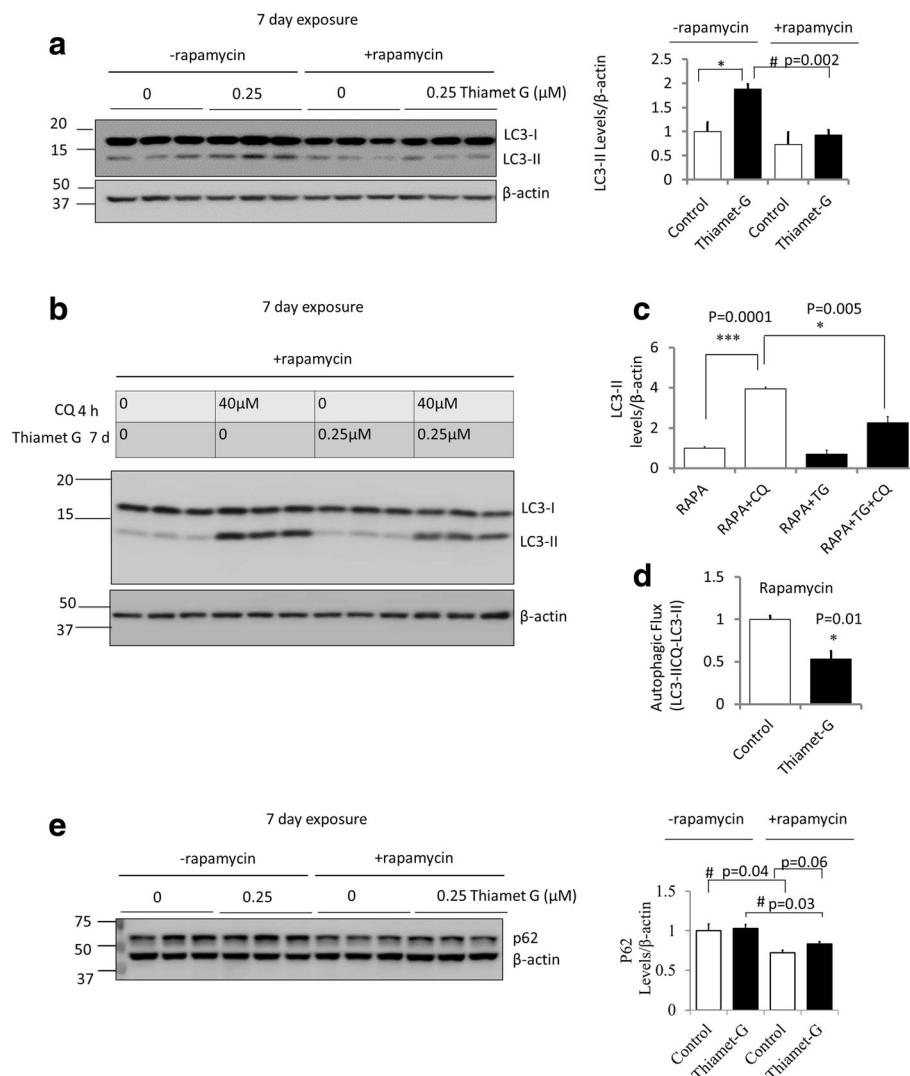 a
7 day exposure
-rapamycin +rapamycin
0 0.25 0 0.25 Thiamet G (μM)
20
15
LC3-I
LC3-II
50
37
β-actin
-rapamycin +rapamycin
* # p=0.002
LC3-II Levels/β-actin
2.5
2
1.5
1
0.5
0
Control Thiamet-G Control Thiamet-G
b
7 day exposure
+rapamycin
CQ 4 h 0 40μM 0 40μM
Thiamet G 7 d 0 0 0.25μM 0.25μM
20
15
LC3-I
LC3-II
50
37
β-actin
c
P=0.0001 P=0.005
*** *
LC3-II
levels/β-actin
6
4
2
0
RAPA RAPA+CQ RAPA+TG RAPA+TG+CQ
d
Rapamycin
P=0.01
*
Autophagic Flux
(LC3-IICQ-LC3-II)
1.5
1
0.5
0
Control Thiamet-G
e
7 day exposure
-rapamycin +rapamycin
0 0.25 0 0.25 Thiamet G (μM)
75
50
37
p62
β-actin
-rapamycin +rapamycin
# p=0.04 p=0.06
# p=0.03
P62
Levels/β-actin
1.5
1
0.5
0
Control Thiamet-G Control Thiamet-G